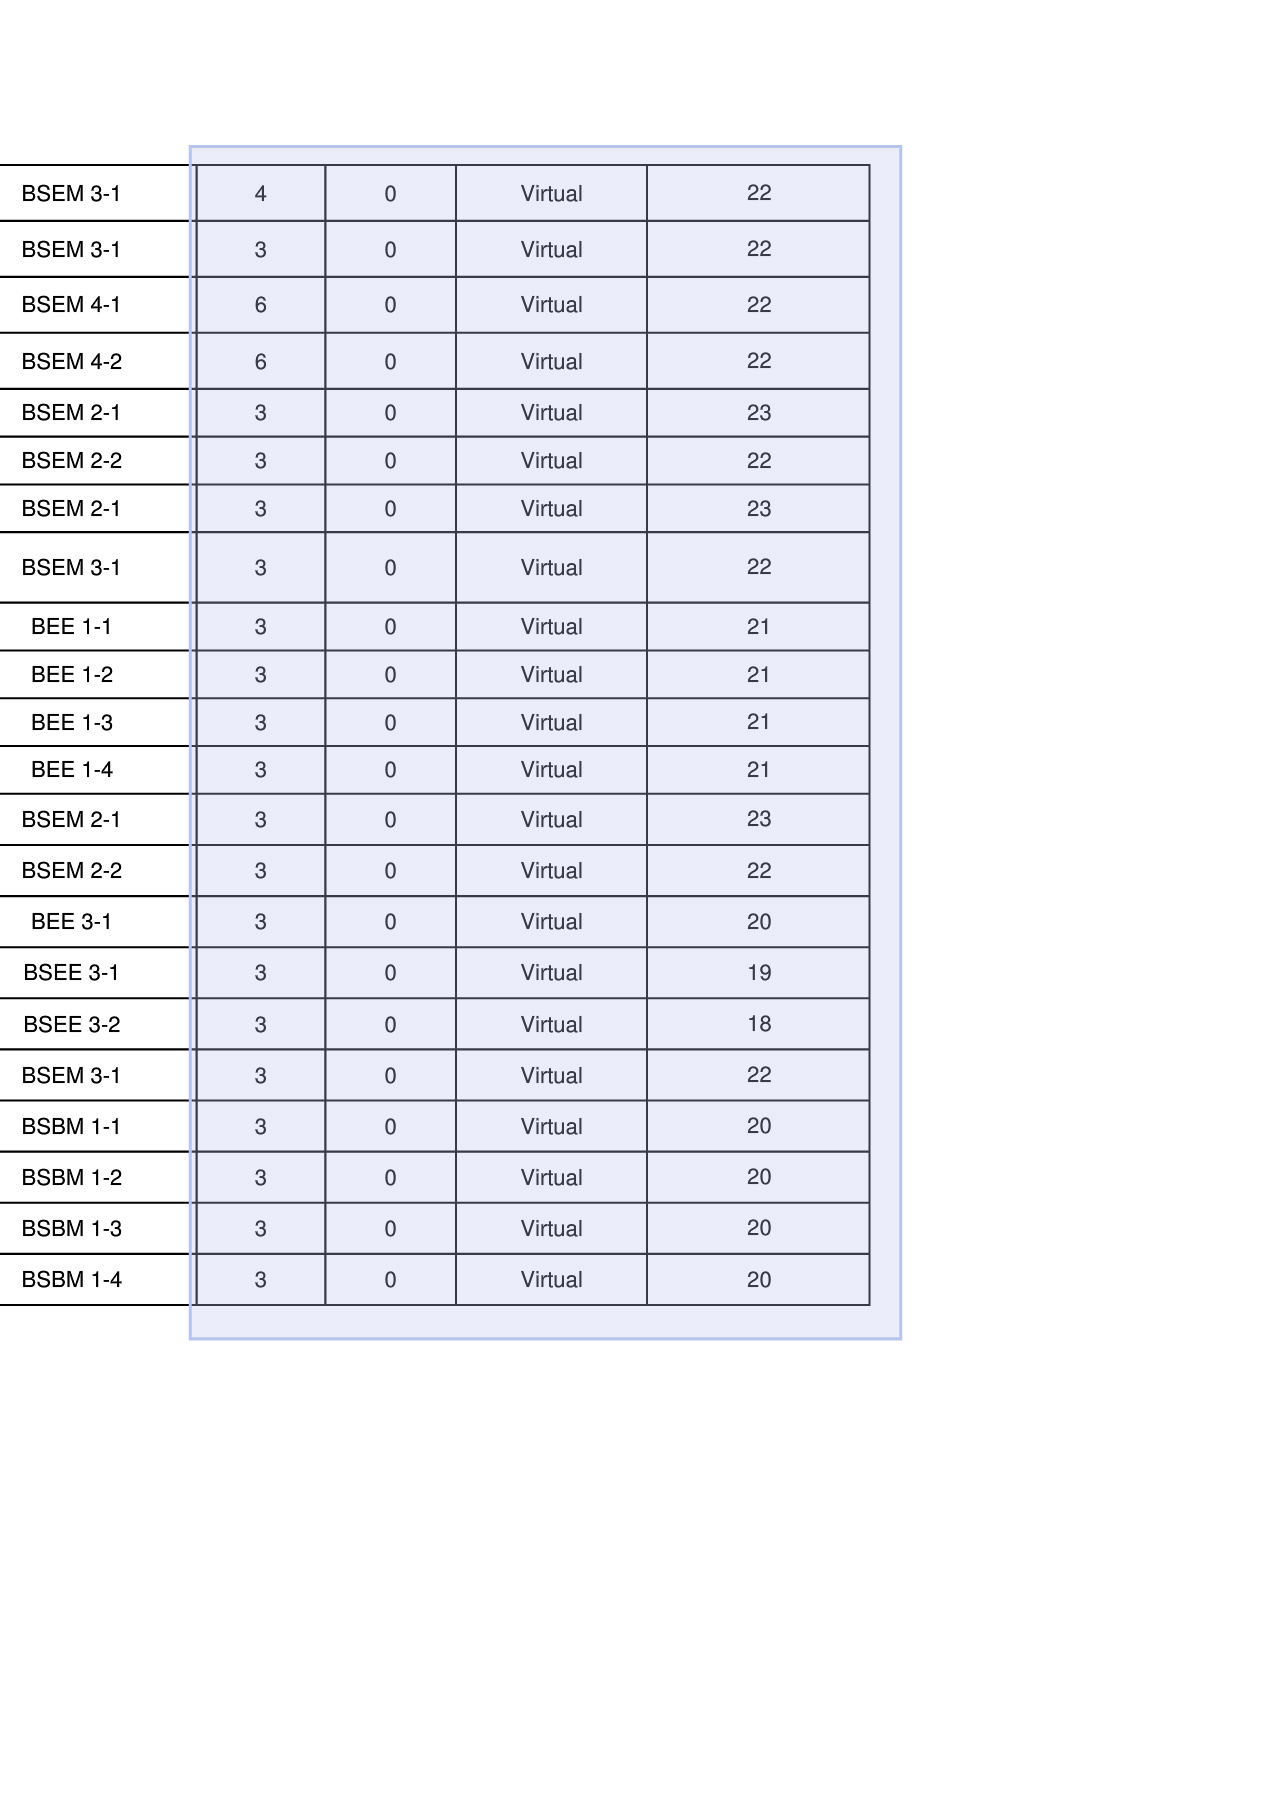 BSEM 3-1 4 0 Virtual 22
BSEM 3-1 3 0 Virtual 22
BSEM 4-1 6 0 Virtual 22
BSEM 4-2 6 0 Virtual 22
BSEM 2-1 3 0 Virtual 23
BSEM 2-2 3 0 Virtual 22
BSEM 2-1 3 0 Virtual 23
BSEM 3-1 3 0 Virtual 22
BEE 1-1 3 0 Virtual 21
BEE 1-2 3 0 Virtual 21
BEE 1-3 3 0 Virtual 21
BEE 1-4 3 0 Virtual 21
BSEM 2-1 3 0 Virtual 23
BSEM 2-2 3 0 Virtual 22
BEE 3-1 3 0 Virtual 20
BSEE 3-1 3 0 Virtual 19
BSEE 3-2 3 0 Virtual 18
BSEM 3-1 3 0 Virtual 22
BSBM 1-1 3 0 Virtual 20
BSBM 1-2 3 0 Virtual 20
BSBM 1-3 3 0 Virtual 20
BSBM 1-4 3 0 Virtual 20